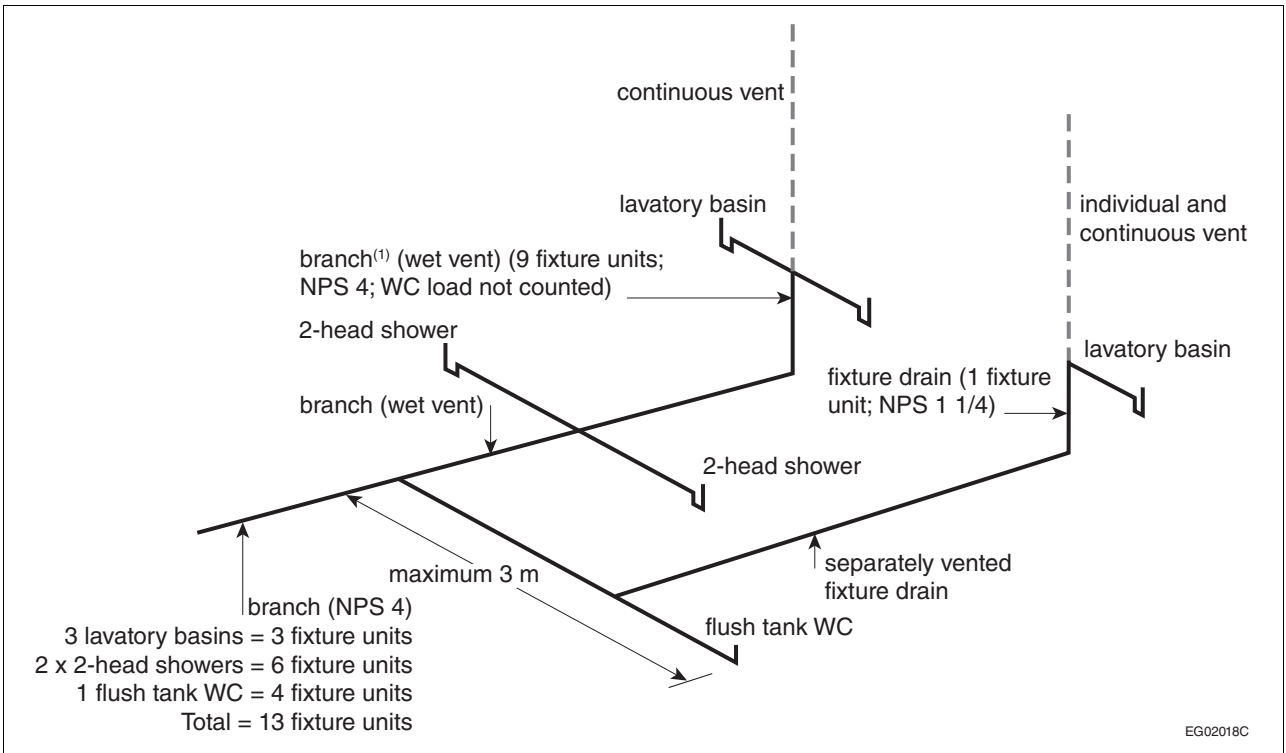 continuous vent
lavatory basin
individual and
continuous vent
branch(1) (wet vent) (9 fixture units;
NPS 4; WC load not counted)
2-head shower
lavatory basin
fixture drain (1 fixture
unit; NPS 1 1/4)
branch (wet vent)
2-head shower
separately vented
fixture drain
maximum 3 m
flush tank WC
branch (NPS 4)
3 lavatory basins = 3 fixture units
2 x 2-head showers = 6 fixture units
1 flush tank WC = 4 fixture units
Total = 13 fixture units
EG02018C